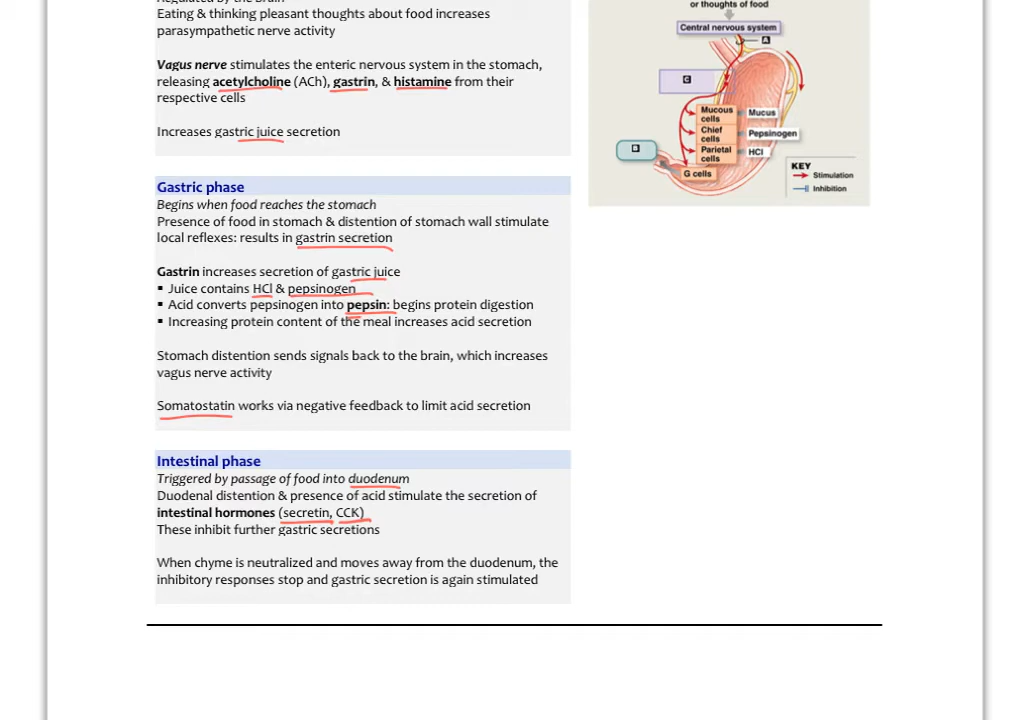 Regulated by the brain
Eating & thinking pleasant thoughts about food increases
parasympathetic nerve activity
Vagus nerve stimulates the enteric nervous system in the stomach,
releasing acetylcholine (ACh), gastrin, & histamine from their
respective cells
Increases gastric juice secretion
Gastric phase
Begins when food reaches the stomach
Presence of food in stomach & distention of stomach wall stimulate
local reflexes: results in gastrin secretion
Gastrin increases secretion of gastric juice
▪ Juice contains HCl & pepsinogen
▪ Acid converts pepsinogen into pepsin: begins protein digestion
▪ Increasing protein content of the meal increases acid secretion
Stomach distention sends signals back to the brain, which increases
vagus nerve activity
Somatostatin works via negative feedback to limit acid secretion
Intestinal phase
Triggered by passage of food into duodenum
Duodenal distention & presence of acid stimulate the secretion of
intestinal hormones (secretin, CCK)
These inhibit further gastric secretions
When chyme is neutralized and moves away from the duodenum, the
inhibitory responses stop and gastric secretion is again stimulated
or thoughts of food
Central nervous system
A
C
Mucous
cells
Mucus
Chief
cells
Pepsinogen
Parietal
cells
HCl
G cells
KEY
Stimulation
Inhibition